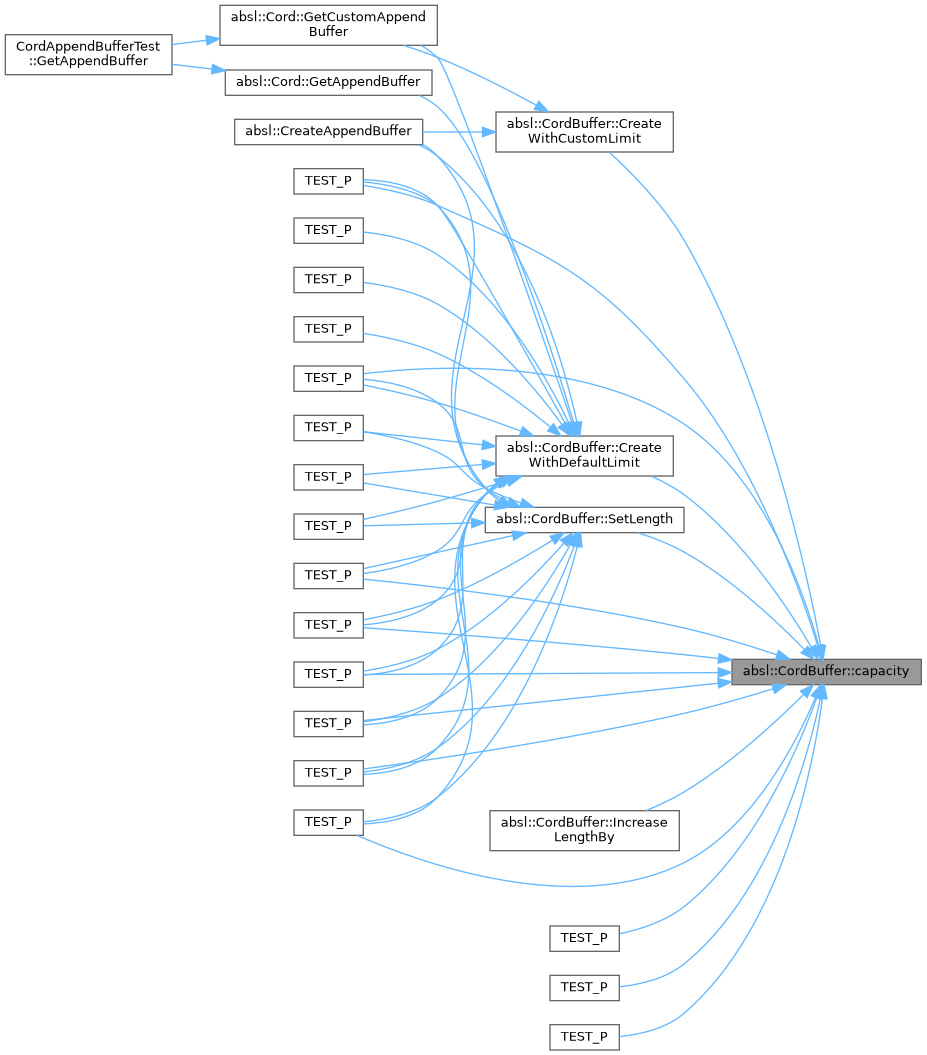 absl::Cord::GetCustomAppend
Buffer
CordAppendBufferTest
::GetAppendBuffer
absl::Cord::GetAppendBuffer
absl::CordBuffer::Create
WithCustomLimit
absl::CreateAppendBuffer
TEST_P
TEST_P
TEST_P
TEST_P
TEST_P
TEST_P
absl::CordBuffer::Create
WithDefaultLimit
TEST_P
absl::CordBuffer::SetLength
TEST_P
TEST_P
TEST_P
TEST_P
absl::CordBuffer::capacity
TEST_P
TEST_P
TEST_P
absl::CordBuffer::Increase
LengthBy
TEST_P
TEST_P
TEST_P